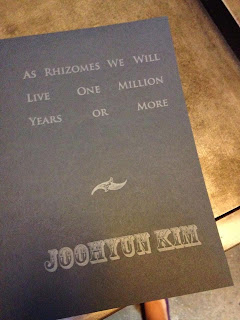 As Rhizomes We Will
Live One Million
Years or More
JOOHYUN KIM